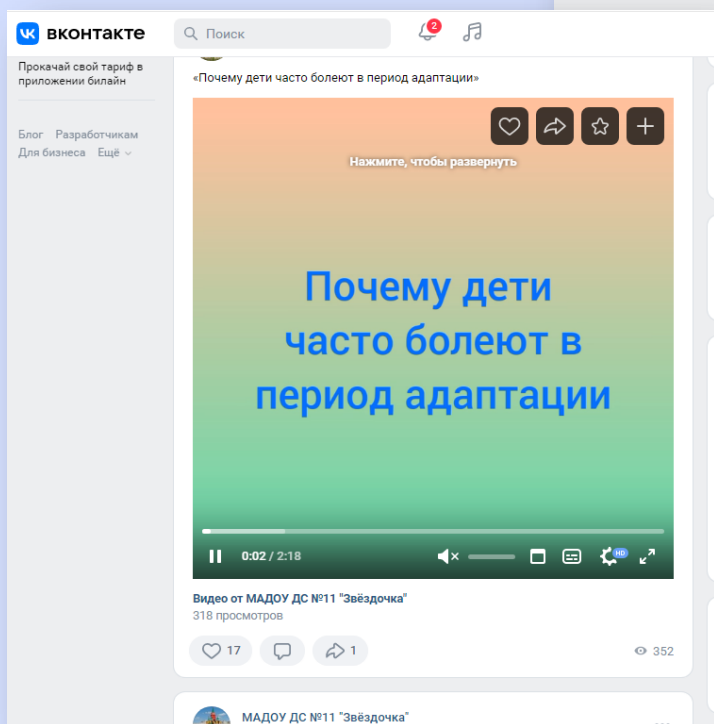 вконтакте
Поиск
2
Прокачай свой тариф в
приложении билайн
Блог Разработчикам
Для бизнеса Ещё
«Почему дети часто болеют в период адаптации»
Нажмите, чтобы развернуть
Почему дети
часто болеют в
период адаптации
0:02 / 2:18
HD
Видео от МАДОУ ДС №11 "Звёздочка"
318 просмотров
17
1
352
МАДОУ ДС №11 "Звёздочка"